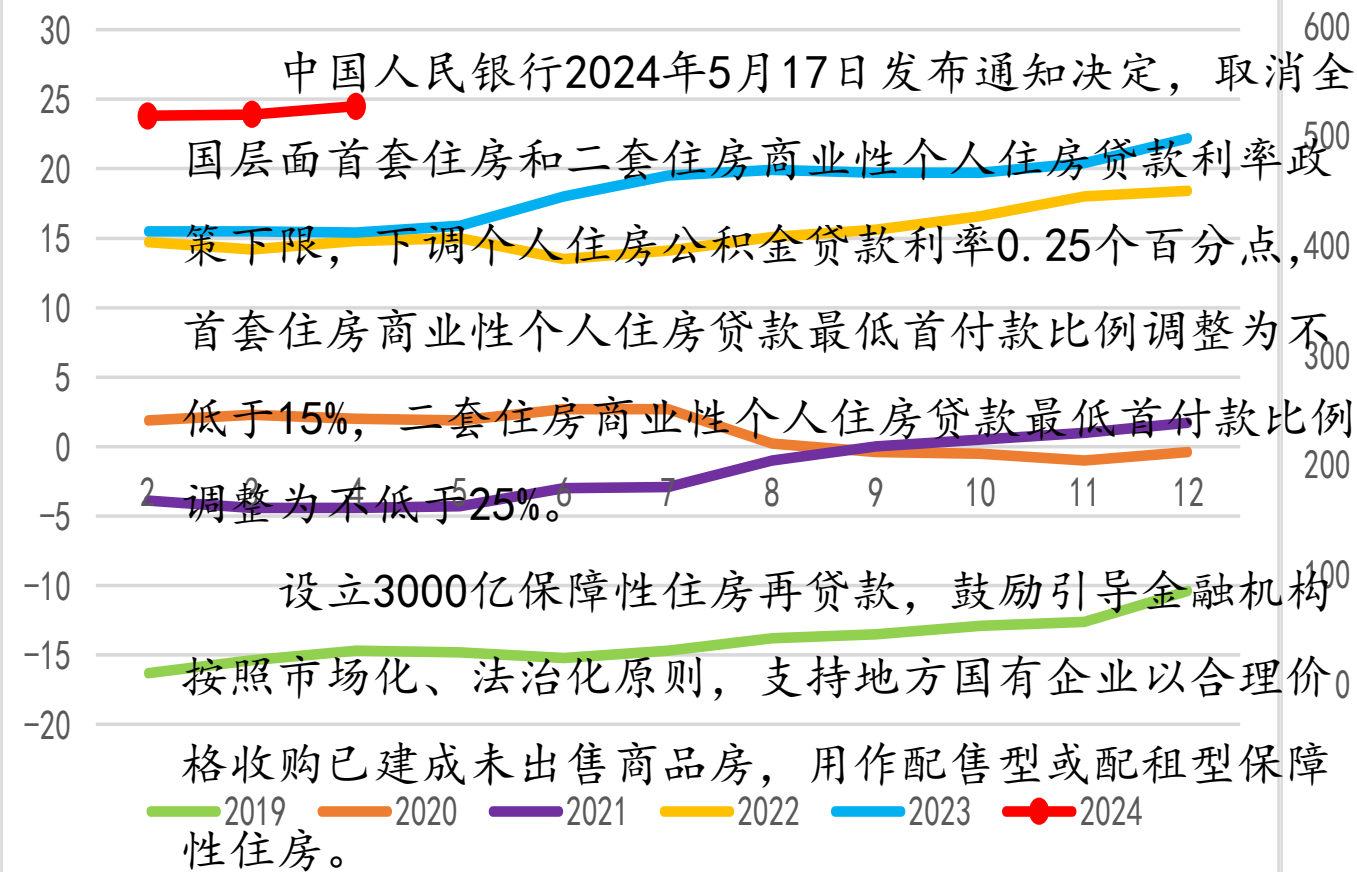 中国人民银行2024年5月17日发布通知决定，取消全
国层面首套住房和二套住房商业性个人住房贷款利率政
策下限，下调个人住房公积金贷款利率0.25个百分点，
首套住房商业性个人住房贷款最低首付款比例调整为不
低于15%，二套住房商业性个人住房贷款最低首付款比例
调整为不低于25%。
设立3000亿保障性住房再贷款，鼓励引导金融机构
按照市场化、法治化原则，支持地方国有企业以合理价
格收购已建成未出售商品房，用作配售型或配租型保障
性住房。
30
25
20
15
10
5
0
-5
-10
-15
-20
600
500
400
300
200
100
0
2 3 4 5 6 7 8 9 10 11 12
2019 2020 2021 2022 2023 2024